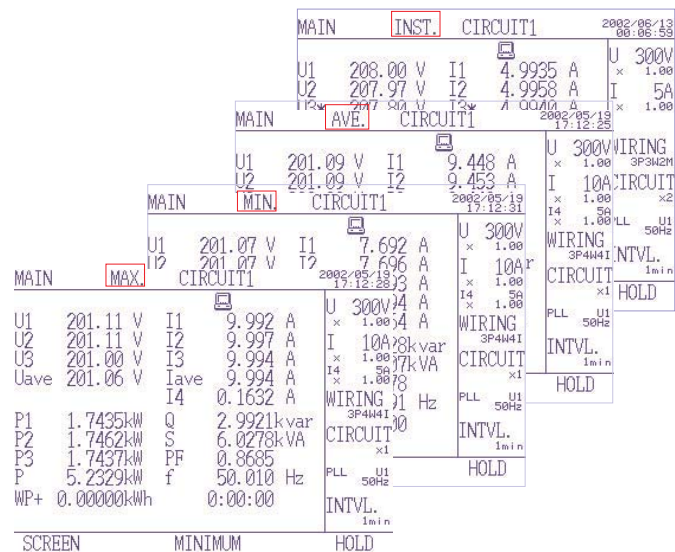 MAIN INST. CIRCUIT1 2002/06/13
00:06:59
U1 208.00 V I1 4.9935 A
U2 207.97 V I2 4.9958 A
U3 207.80 V I3 4.9940 A
U 300V
× 1.00
I 5A
× 1.00
WIRING
3P3W2M
CIRCUIT
×2
PLL U1
50Hz
INTVL.
1min
HOLD
MAIN AVE. CIRCUIT1 2002/05/19
17:12:25
U1 201.09 V I1 9.448 A
U2 201.09 V I2 9.453 A
U 300V
× 1.00
I 10A
× 1.00
I4 5A
× 1.00
WIRING
3P4W4I
CIRCUIT
×1
PLL U1
50Hz
INTVL.
1min
HOLD
MAIN MIN. CIRCUIT1 2002/05/19
17:12:31
U1 201.07 V I1 7.692 A
U2 201.07 V I2 7.696 A
U 300V
× 1.00
I 10A
× 1.00
I4 5A
× 1.00
WIRING
3P4W4I
CIRCUIT
×1
PLL U1
50Hz
INTVL.
1min
HOLD
MAIN MAX. CIRCUIT1 2002/05/19
17:12:28
U1 201.11 V I1 9.992 A
U2 201.11 V I2 9.997 A
U3 201.00 V I3 9.994 A
Uave 201.06 V Iave 9.994 A
I4 0.1632 A
P1 1.7435kW Q 2.9921kvar
P2 1.7462kW S 6.0278kVA
P3 1.7437kW PF 0.8685
P 5.2329kW f 50.010 Hz
WP+ 0.00000kWh 0:00:00
U 300V
× 1.00
I 10A
× 1.00
I4 5A
× 1.00
WIRING
3P4W4I
CIRCUIT
×1
PLL U1
50Hz
INTVL.
1min
SCREEN MINIMUM HOLD